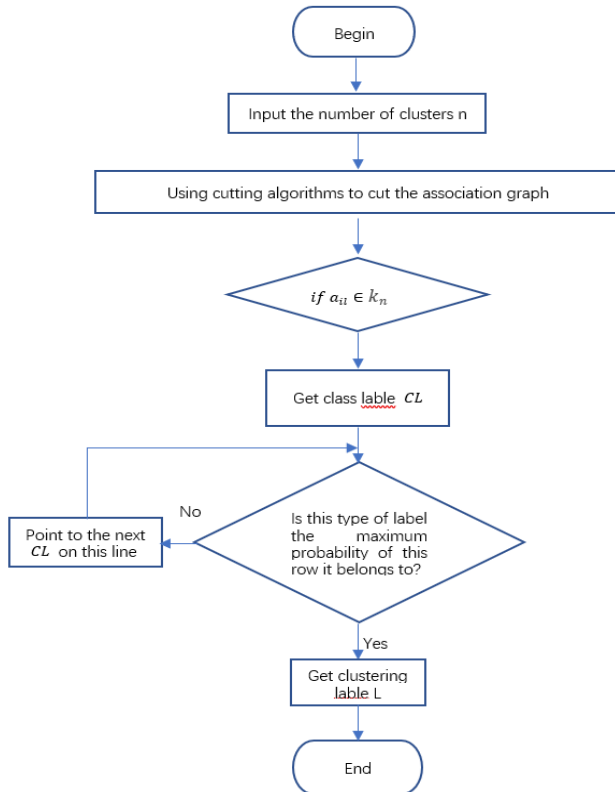 Begin
Input the number of clusters n
Using cutting algorithms to cut the association graph
if a_il ∈ k_n
Get class lable CL
No
Is this type of label
the maximum
probability of this
row it belongs to?
Point to the next
CL on this line
Yes
Get clustering
lable L
End